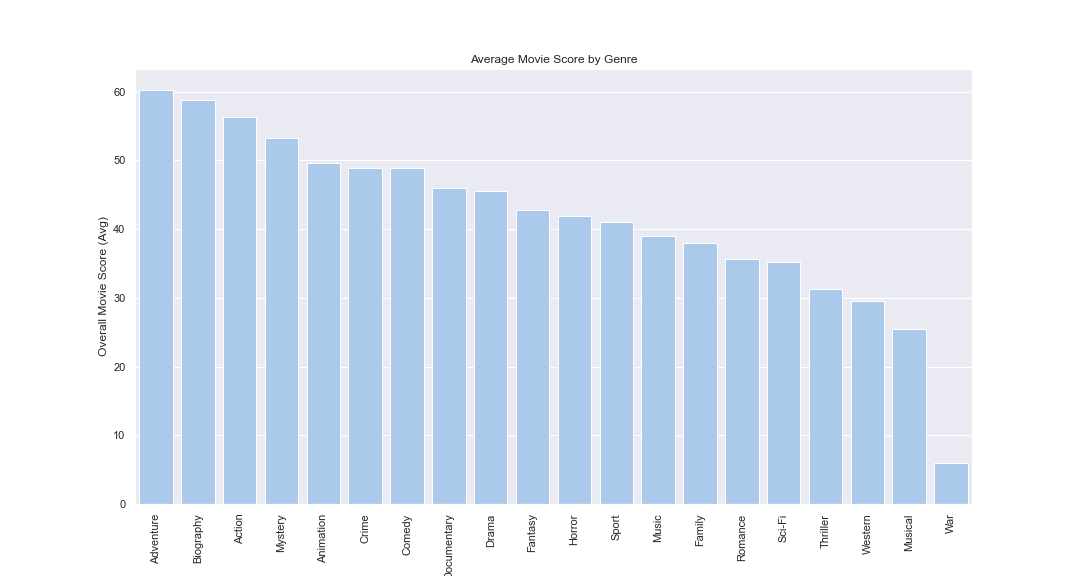 Average Movie Score by Genre
Overall Movie Score (Avg)
60
50
40
30
20
10
0
Adventure
Biography
Action
Mystery
Animation
Crime
Comedy
Documentary
Drama
Fantasy
Horror
Sport
Music
Family
Romance
Sci-Fi
Thriller
Western
Musical
War